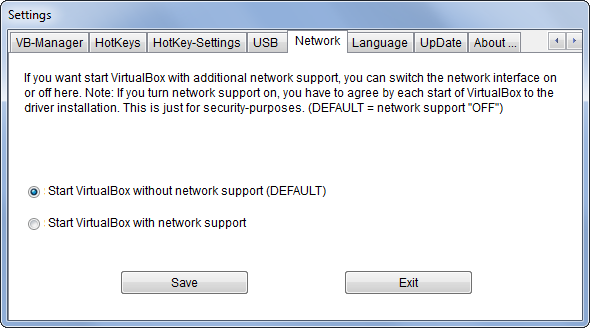 Settings
VB-Manager HotKeys HotKey-Settings USB Network Language UpDate About ...
If you want start VirtualBox with additional network support, you can switch the network interface on
or off here. Note: If you turn network support on, you have to agree by each start of VirtualBox to the
driver installation. This is just for security-purposes. (DEFAULT = network support "OFF")
Start VirtualBox without network support (DEFAULT)
Start VirtualBox with network support
Save Exit